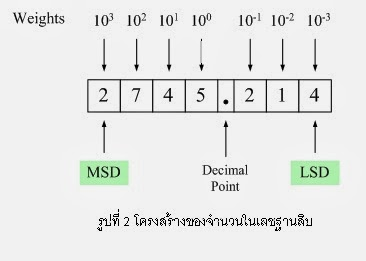 Weights 10³ 10² 10¹ 10⁰ 10⁻¹ 10⁻² 10⁻³
2 7 4 5 . 2 1 4
MSD Decimal Point LSD
รูปที่ 2 โครงสร้างของจำนวนในเลขฐานสิบ